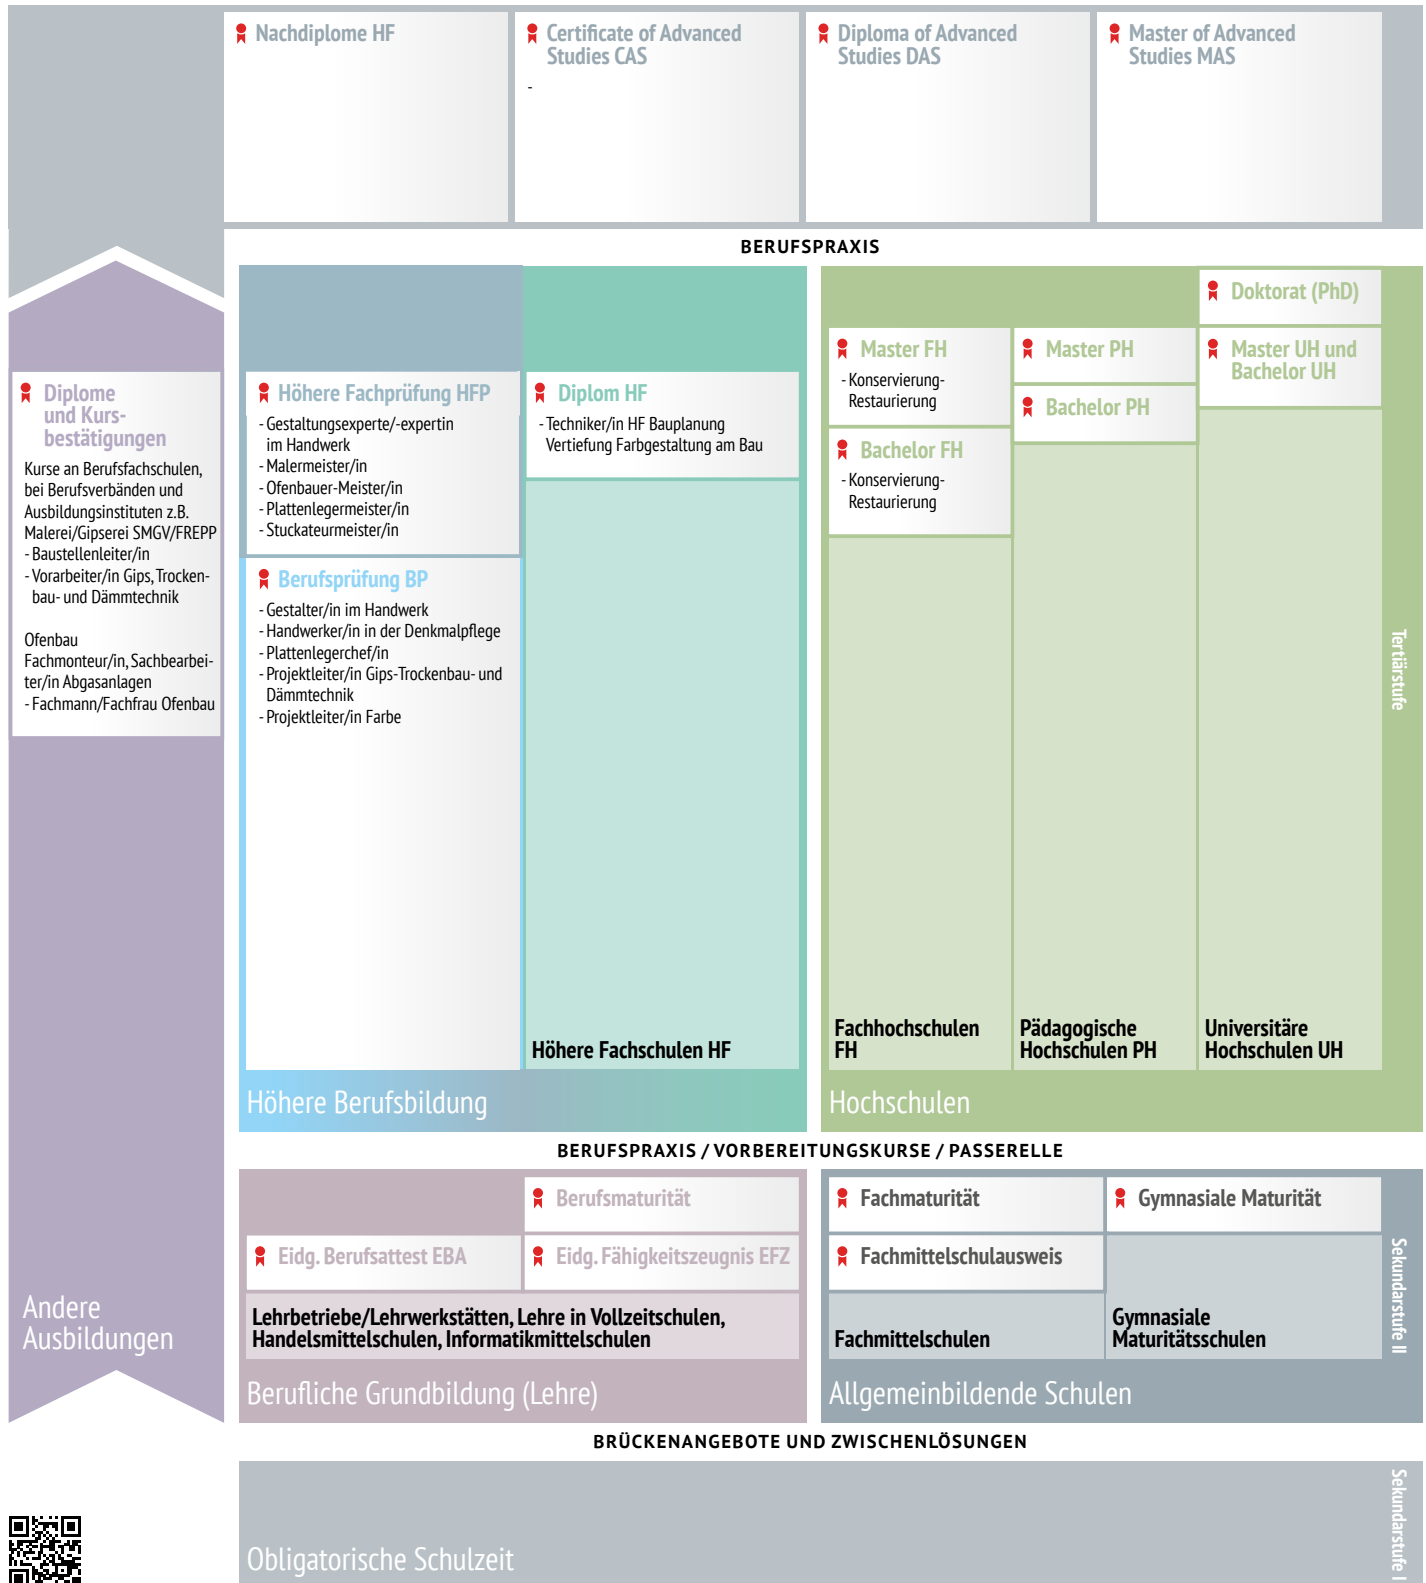 Nachdiplome HF
Certificate of Advanced
Studies CAS
-
Diploma of Advanced
Studies DAS
Master of Advanced
Studies MAS
BERUFSPRAXIS
Diplome
und Kurs-
bestätigungen
Kurse an Berufsfachschulen,
bei Berufsverbänden und
Ausbildungsinstituten z.B.
Malerei/Gipserei SMGV/FREPP
- Baustellenleiter/in
- Vorarbeiter/in Gips, Trocken-
bau- und Dämmtechnik
Ofenbau
Fachmonteur/in, Sachbearbei-
ter/in Abgasanlagen
- Fachmann/Fachfrau Ofenbau
Andere
Ausbildungen
Höhere Fachprüfung HFP
- Gestaltungsexperte/-expertin
im Handwerk
- Malermeister/in
- Ofenbauer-Meister/in
- Plattenlegermeister/in
- Stuckateurmeister/in
Berufsprüfung BP
- Gestalter/in im Handwerk
- Handwerker/in in der Denkmalpflege
- Plattenlegerchef/in
- Projektleiter/in Gips-Trockenbau- und
Dämmtechnik
- Projektleiter/in Farbe
Diplom HF
- Techniker/in HF Bauplanung
Vertiefung Farbgestaltung am Bau
Höhere Fachschulen HF
Höhere Berufsbildung
Master FH
- Konservierung-
Restaurierung
Bachelor FH
- Konservierung-
Restaurierung
Fachhochschulen
FH
Master PH
Bachelor PH
Pädagogische
Hochschulen PH
Doktorat (PhD)
Master UH und
Bachelor UH
Universitäre
Hochschulen UH
Hochschulen
Tertiärstufe
BERUFSPRAXIS / VORBEREITUNGSKURSE / PASSERELLE
Berufsmaturität
Eidg. Berufsattest EBA
Eidg. Fähigkeitszeugnis EFZ
Lehrbetriebe/Lehrwerkstätten, Lehre in Vollzeitschulen,
Handelsmittelschulen, Informatikmittelschulen
Berufliche Grundbildung (Lehre)
Fachmaturität
Fachmittelschulausweis
Fachmittelschulen
Gymnasiale Maturität
Gymnasiale
Maturitätsschulen
Allgemeinbildende Schulen
Sekundarstufe II
BRÜCKENANGEBOTE UND ZWISCHENLÖSUNGEN
Obligatorische Schulzeit
Sekundarstufe I